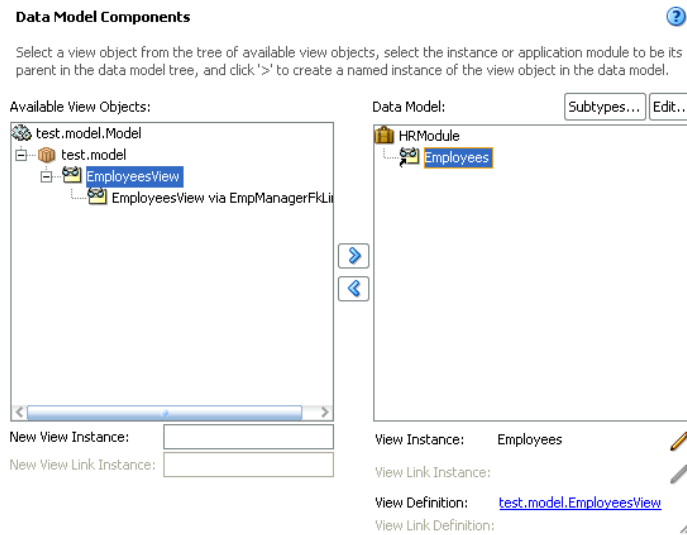 Data Model Components
Select a view object from the tree of available view objects, select the instance or application module to be its
parent in the data model tree, and click '>' to create a named instance of the view object in the data model.
Available View Objects:
test.model.Model
test.model
EmployeesView
EmployeesView via EmpManagerFkLi
New View Instance:
New View Link Instance:
Data Model:
Subtypes...
Edit..
HRModule
Employees
View Instance: Employees
View Link Instance:
View Definition: test.model.EmployeesView
View Link Definition: